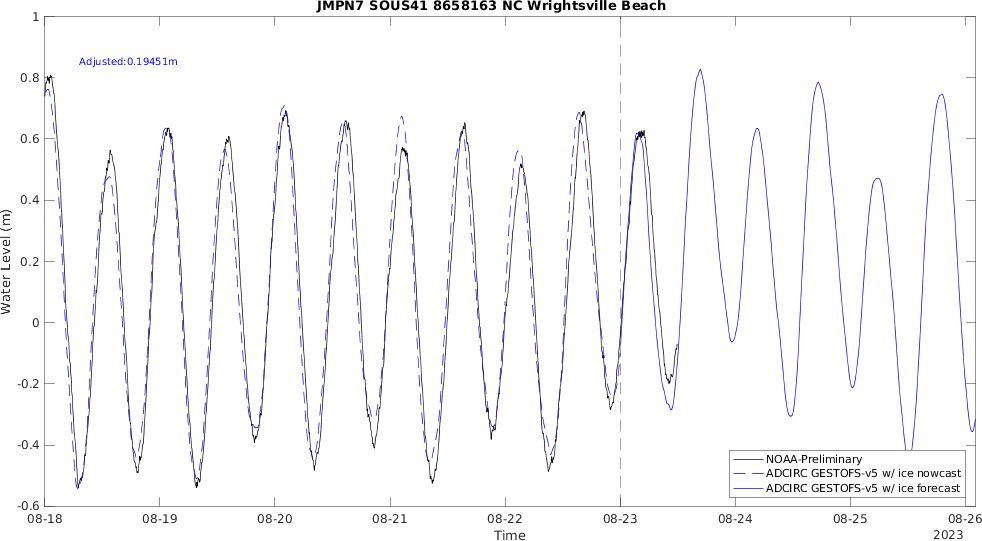 JMPN7 SOUS41 8658163 NC Wrightsville Beach
1
Adjusted:0.19451m
0.8
0.6
0.4
0.2
0
-0.2
-0.4
-0.6
Water Level (m)
NOAA-Preliminary
ADCIRC GESTOFS-v5 w/ ice nowcast
ADCIRC GESTOFS-v5 w/ ice forecast
08-18 08-19 08-20 08-21 08-22 08-23 08-24 08-25 08-26
Time
2023